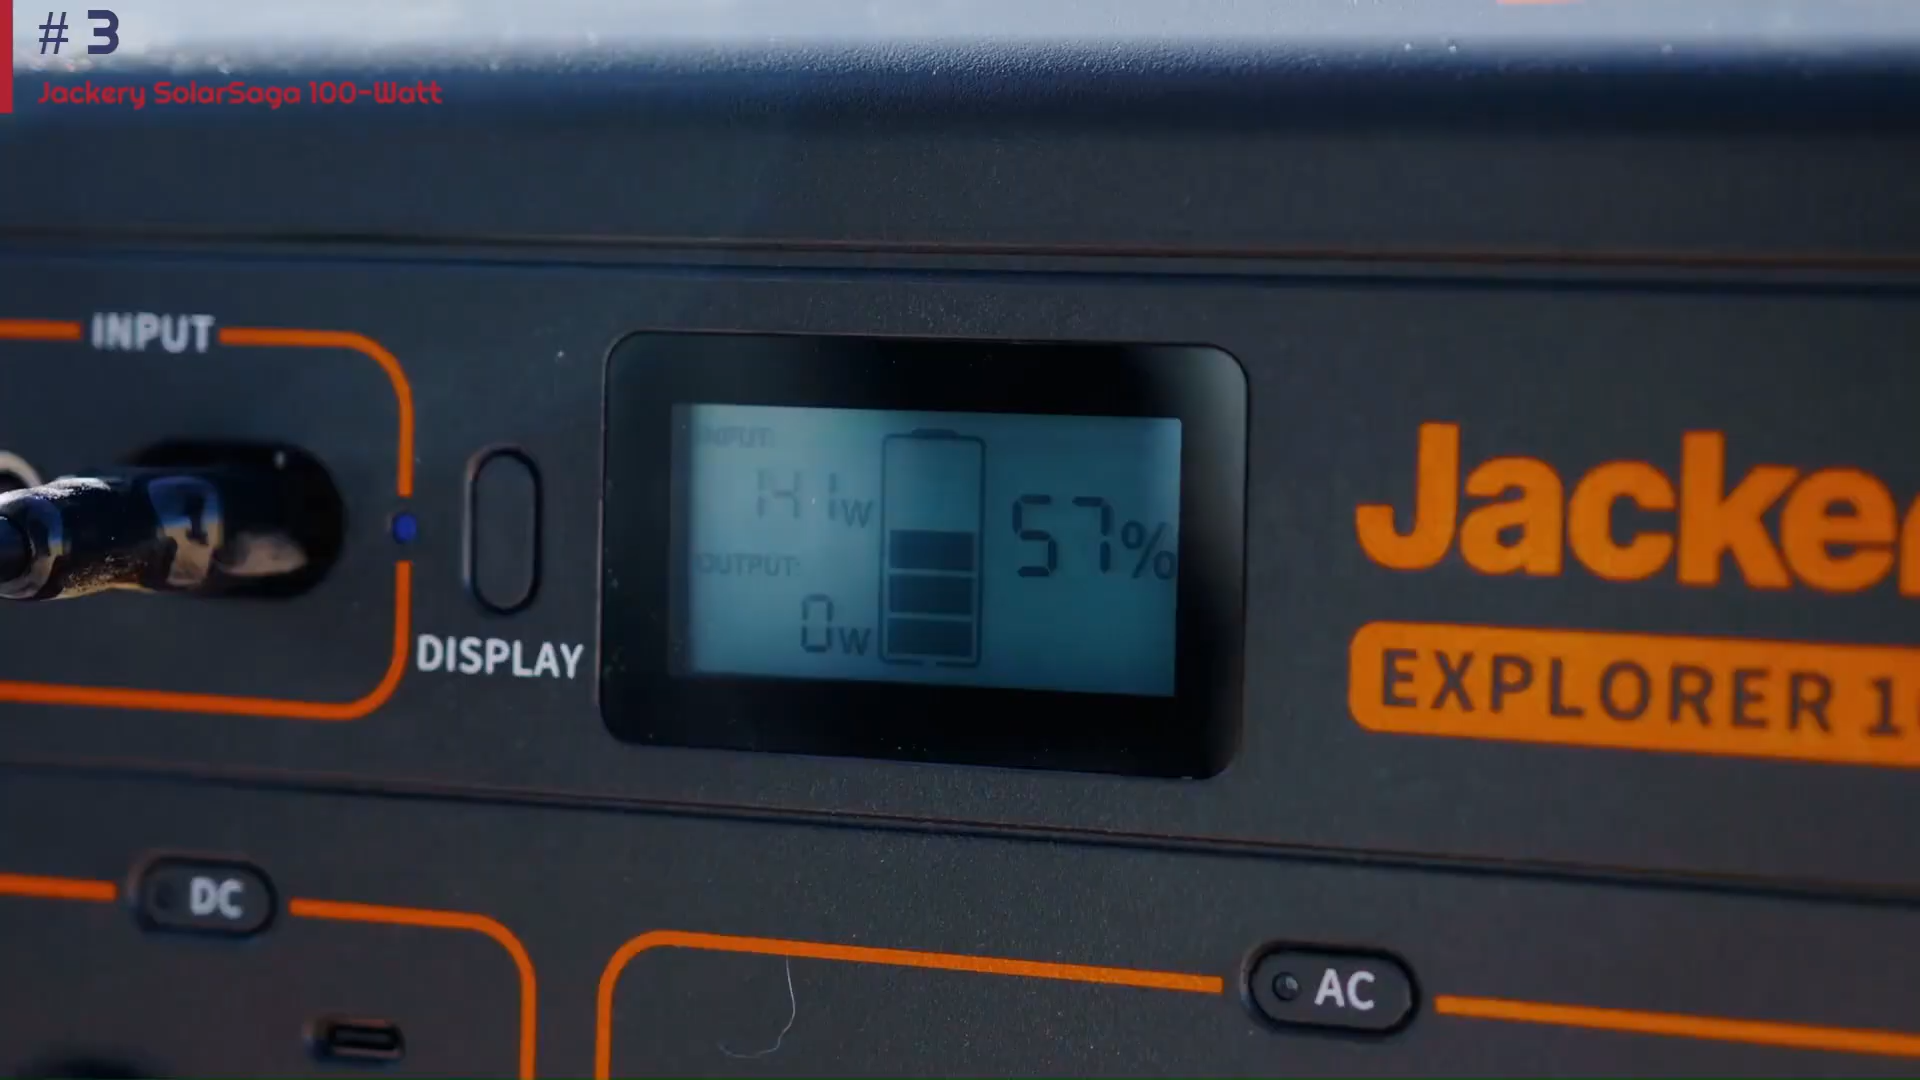 # 3
Jackery SolarSaga 100-Watt
INPUT
DISPLAY
INPUT:
141W
OUTPUT:
0W
57%
Jacke
EXPLORER 1
DC
AC